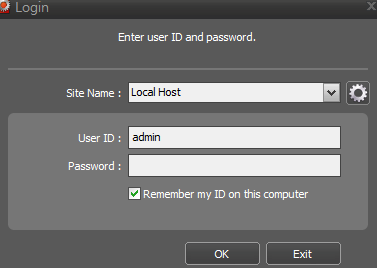 Login
Enter user ID and password.
Site Name : Local Host
User ID : admin
Password :
Remember my ID on this computer
OK Exit